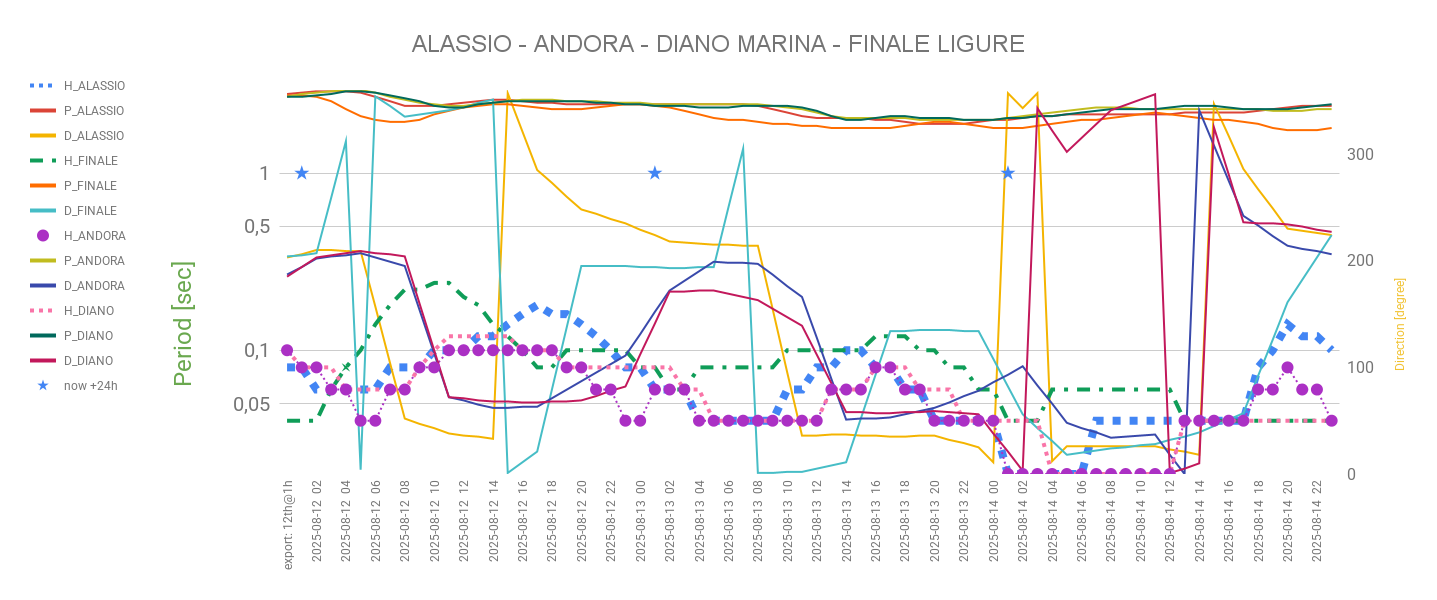 ALASSIO - ANDORA - DIANO MARINA - FINALE LIGURE
H_ALASSIO
P_ALASSIO
D_ALASSIO
H_FINALE
P_FINALE
D_FINALE
H_ANDORA
P_ANDORA
D_ANDORA
H_DIANO
P_DIANO
D_DIANO
now +24h
Period [sec]
1
0,5
0,1
0,05
300
200
100
0
Direction [degree]
export: 12th@1h
2025-08-12 02
2025-08-12 04
2025-08-12 06
2025-08-12 08
2025-08-12 10
2025-08-12 12
2025-08-12 14
2025-08-12 16
2025-08-12 18
2025-08-12 20
2025-08-12 22
2025-08-13 00
2025-08-13 02
2025-08-13 04
2025-08-13 06
2025-08-13 08
2025-08-13 10
2025-08-13 12
2025-08-13 14
2025-08-13 16
2025-08-13 18
2025-08-13 20
2025-08-13 22
2025-08-14 00
2025-08-14 02
2025-08-14 04
2025-08-14 06
2025-08-14 08
2025-08-14 10
2025-08-14 12
2025-08-14 14
2025-08-14 16
2025-08-14 18
2025-08-14 20
2025-08-14 22